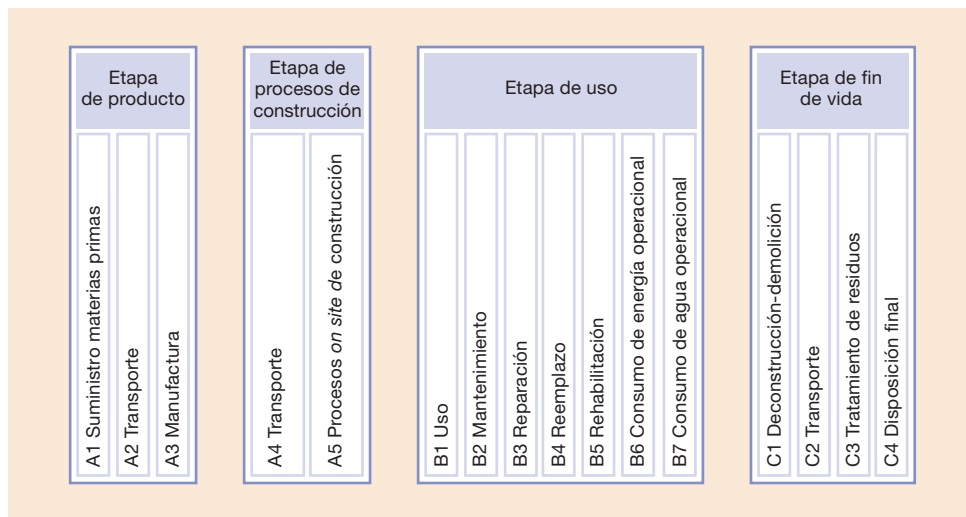 Etapa
de producto
A1 Suministro materias primas
A2 Transporte
A3 Manufactura
Etapa de
procesos de
construcción
A4 Transporte
A5 Procesos on site de construcción
Etapa de uso
B1 Uso
B2 Mantenimiento
B3 Reparación
B4 Reemplazo
B5 Rehabilitación
B6 Consumo de energía operacional
B7 Consumo de agua operacional
Etapa de fin
de vida
C1 Deconstrucción-demolición
C2 Transporte
C3 Tratamiento de residuos
C4 Disposición final